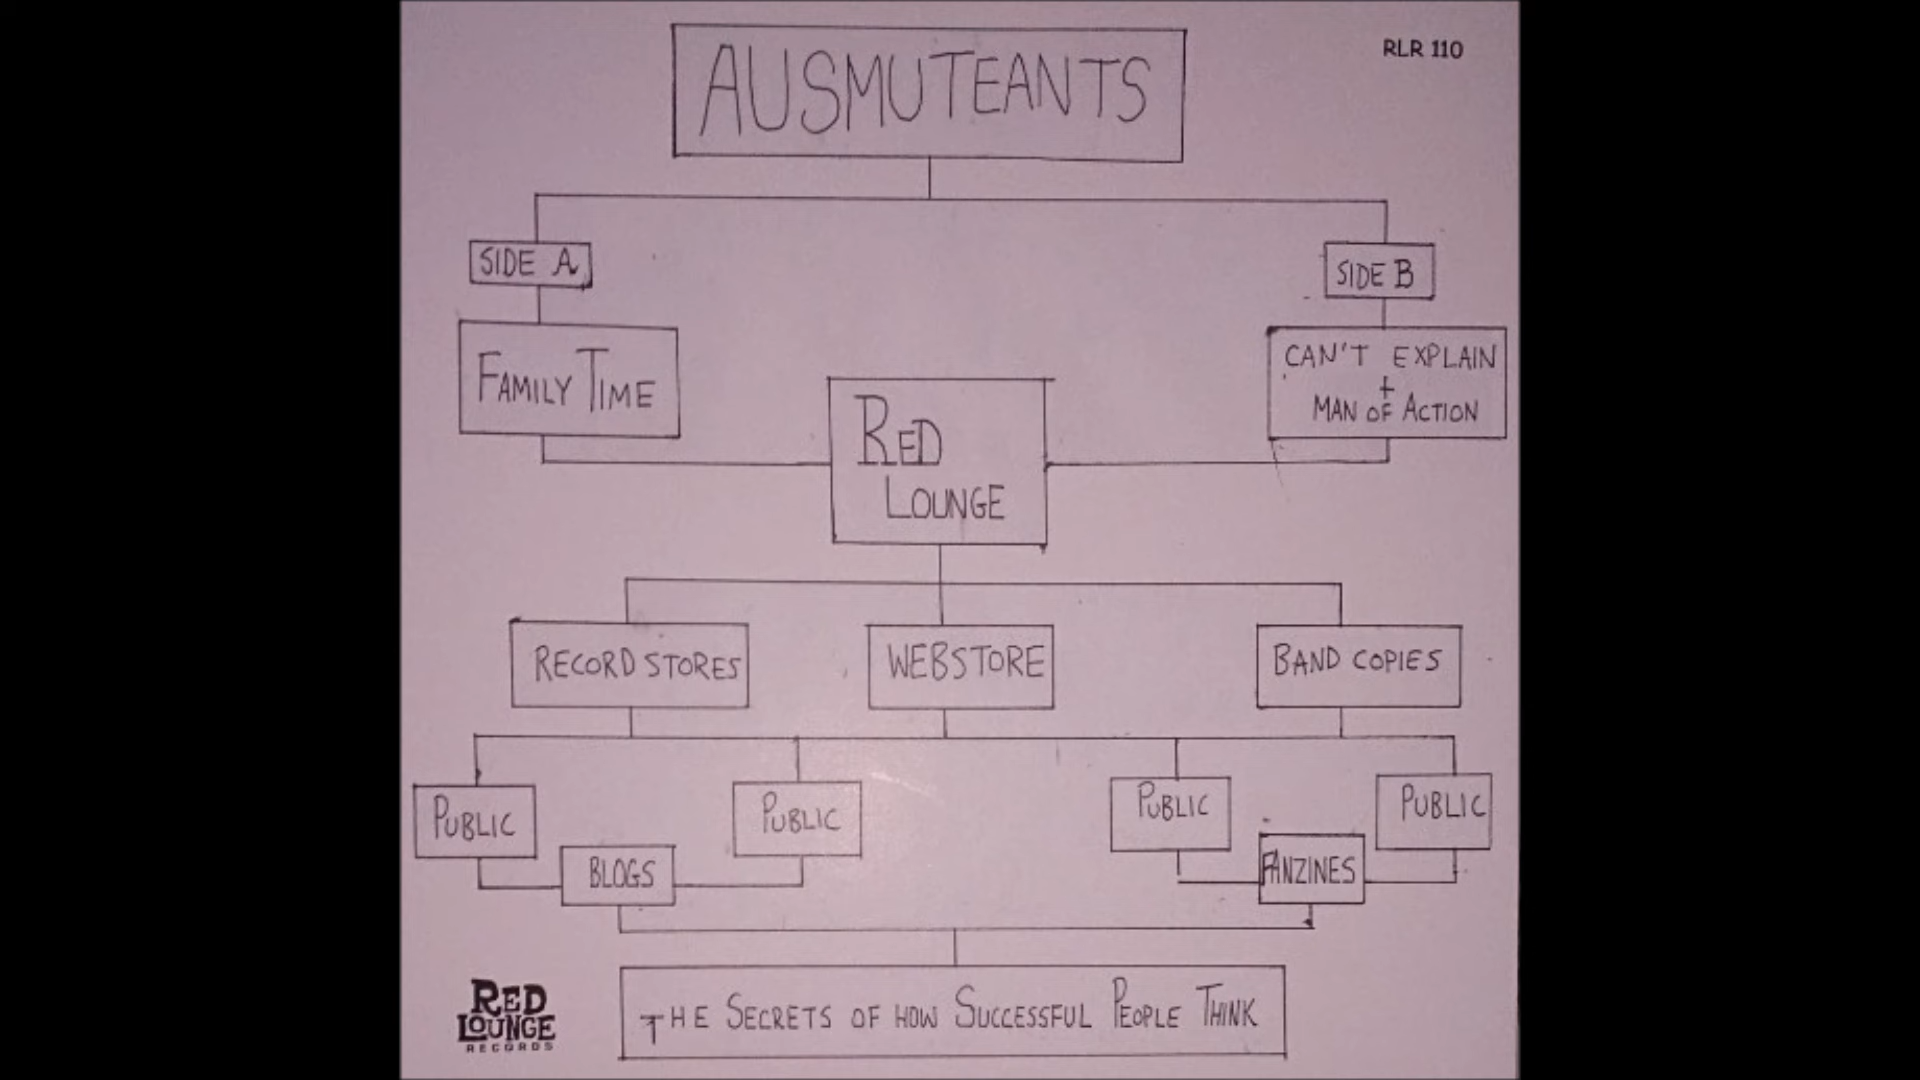 AUSMUTEANTS
RLR 110
SIDE A
SIDE B
FAMILY TIME
CAN'T EXPLAIN
+
MAN OF ACTION
RED
LOUNGE
RECORD STORES
WEBSTORE
BAND COPIES
PUBLIC
PUBLIC
PUBLIC
PUBLIC
BLOGS
FANZINES
THE SECRETS OF HOW SUCCESSFUL PEOPLE THINK
RED
LOUNGE
RECORDS